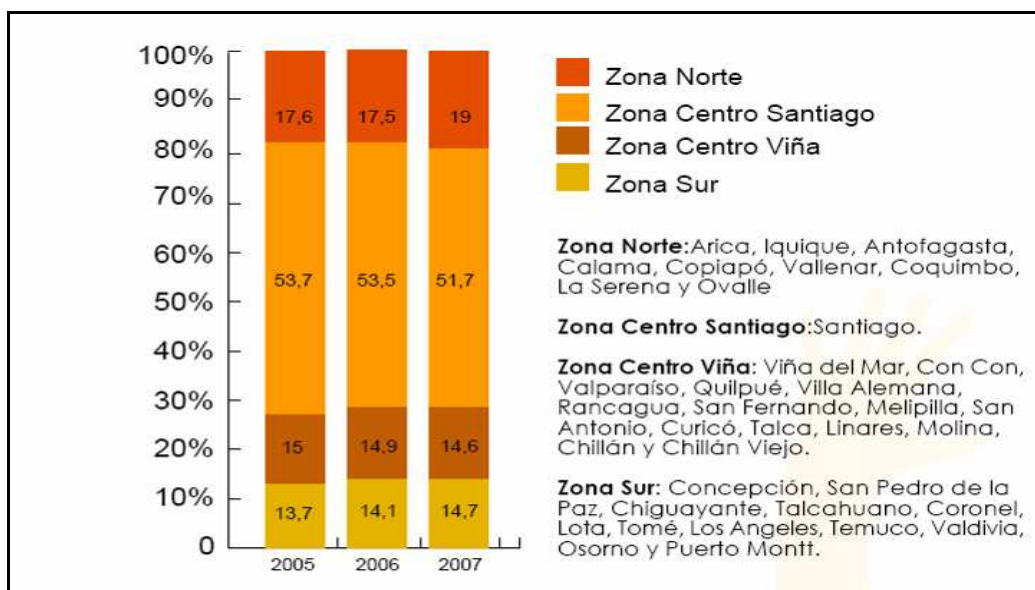 100%
90%
80%
70%
60%
50%
40%
30%
20%
10%
0
17,6
17,5
19
53,7
53,5
51,7
15
14,9
14,6
13,7
14,1
14,7
2005
2006
2007
Zona Norte
Zona Centro Santiago
Zona Centro Viña
Zona Sur
Zona Norte:Arica, Iquique, Antofagasta,
Calama, Copiapó, Vallenar, Coquimbo,
La Serena y Ovalle
Zona Centro Santiago:Santiago.
Zona Centro Viña: Viña del Mar, Con Con,
Valparaíso, Quilpué, Villa Alemana,
Rancagua, San Fernando, Melipilla, San
Antonio, Curicó, Talca, Linares, Molina,
Chillán y Chillán Viejo.
Zona Sur: Concepción, San Pedro de la
Paz, Chiguayante, Talcahuano, Coronel,
Lota, Tomé, Los Angeles, Temuco, Valdivia,
Osorno y Puerto Montt.